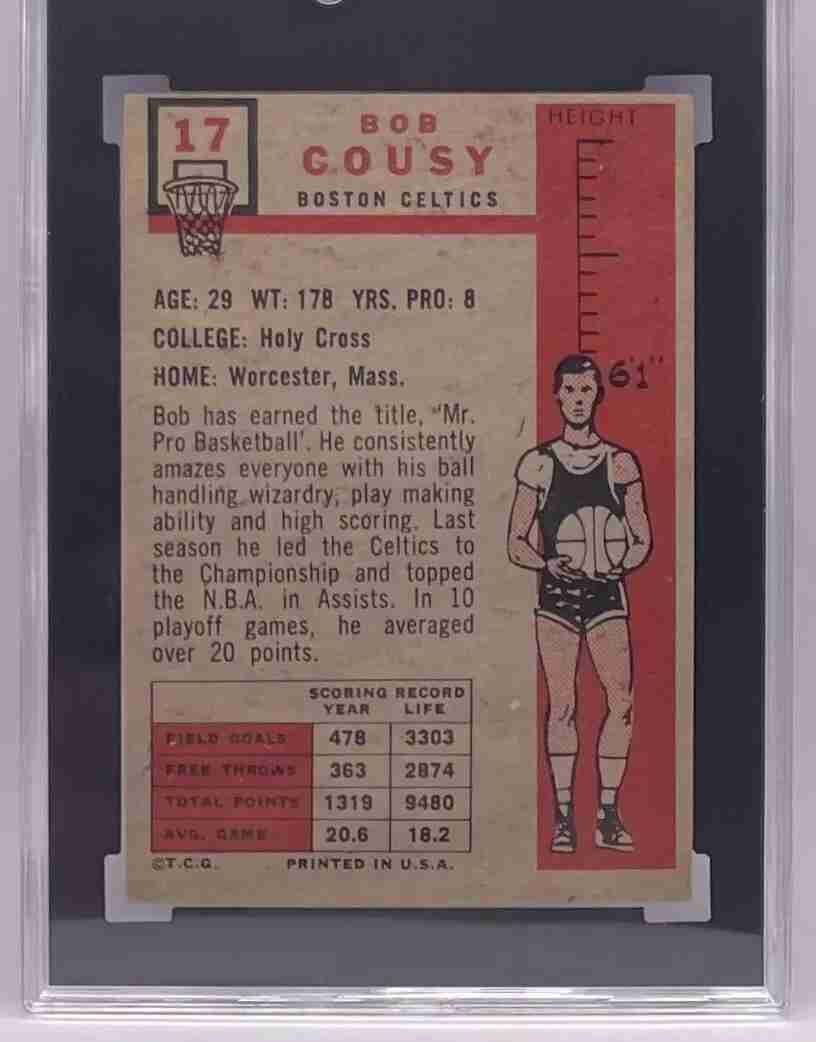 17
BOB
COUSY
BOSTON CELTICS
HEIGHT
6'1"
AGE: 29 WT: 178 YRS. PRO: 8
COLLEGE: Holy Cross
HOME: Worcester, Mass.
Bob has earned the title, "Mr.
Pro Basketball'. He consistently
amazes everyone with his ball
handling wizardry, play making
ability and high scoring. Last
season he led the Celtics to
the Championship and topped
the N.B.A. in Assists. In 10
playoff games, he averaged
over 20 points.
SCORING RECORD
YEAR LIFE
FIELD GOALS 478 3303
FREE THROWS 363 2874
TOTAL POINTS 1319 9480
AVG. GAME 20.6 18.2
©T.C.G. PRINTED IN U.S.A.